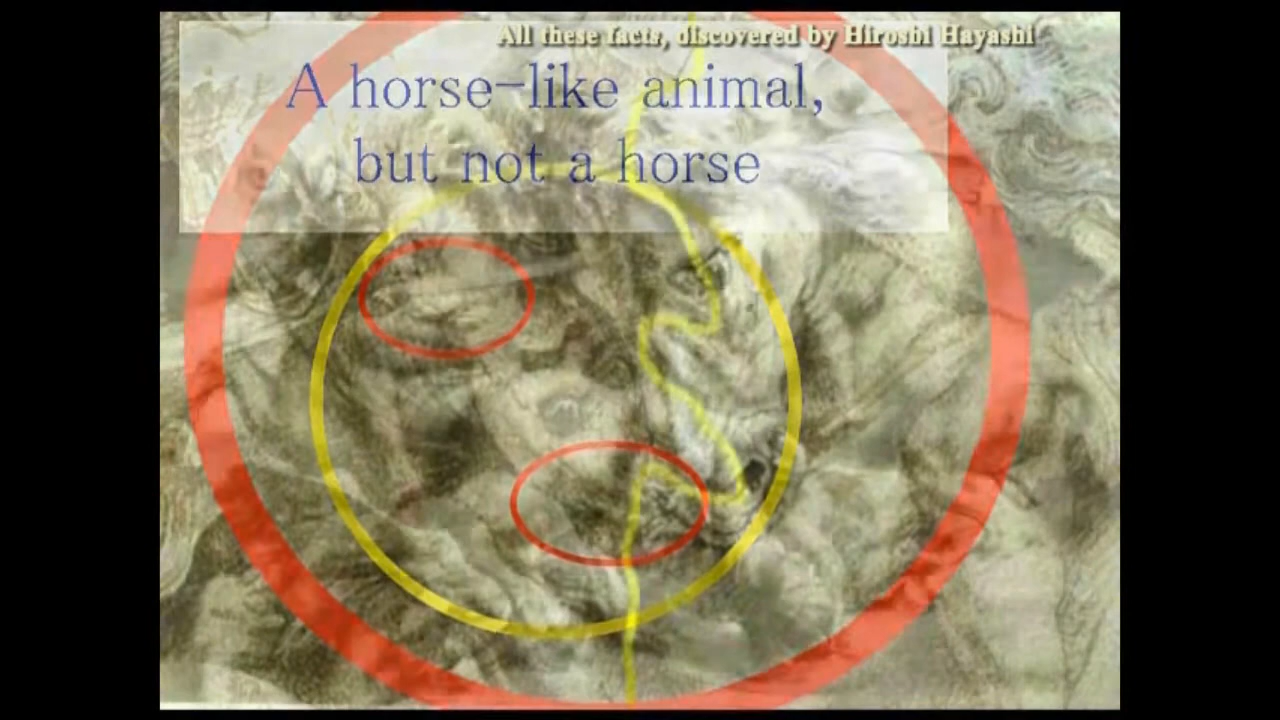 All these facts, discovered by Hiroshi Hayashi
A horse-like animal,
but not a horse